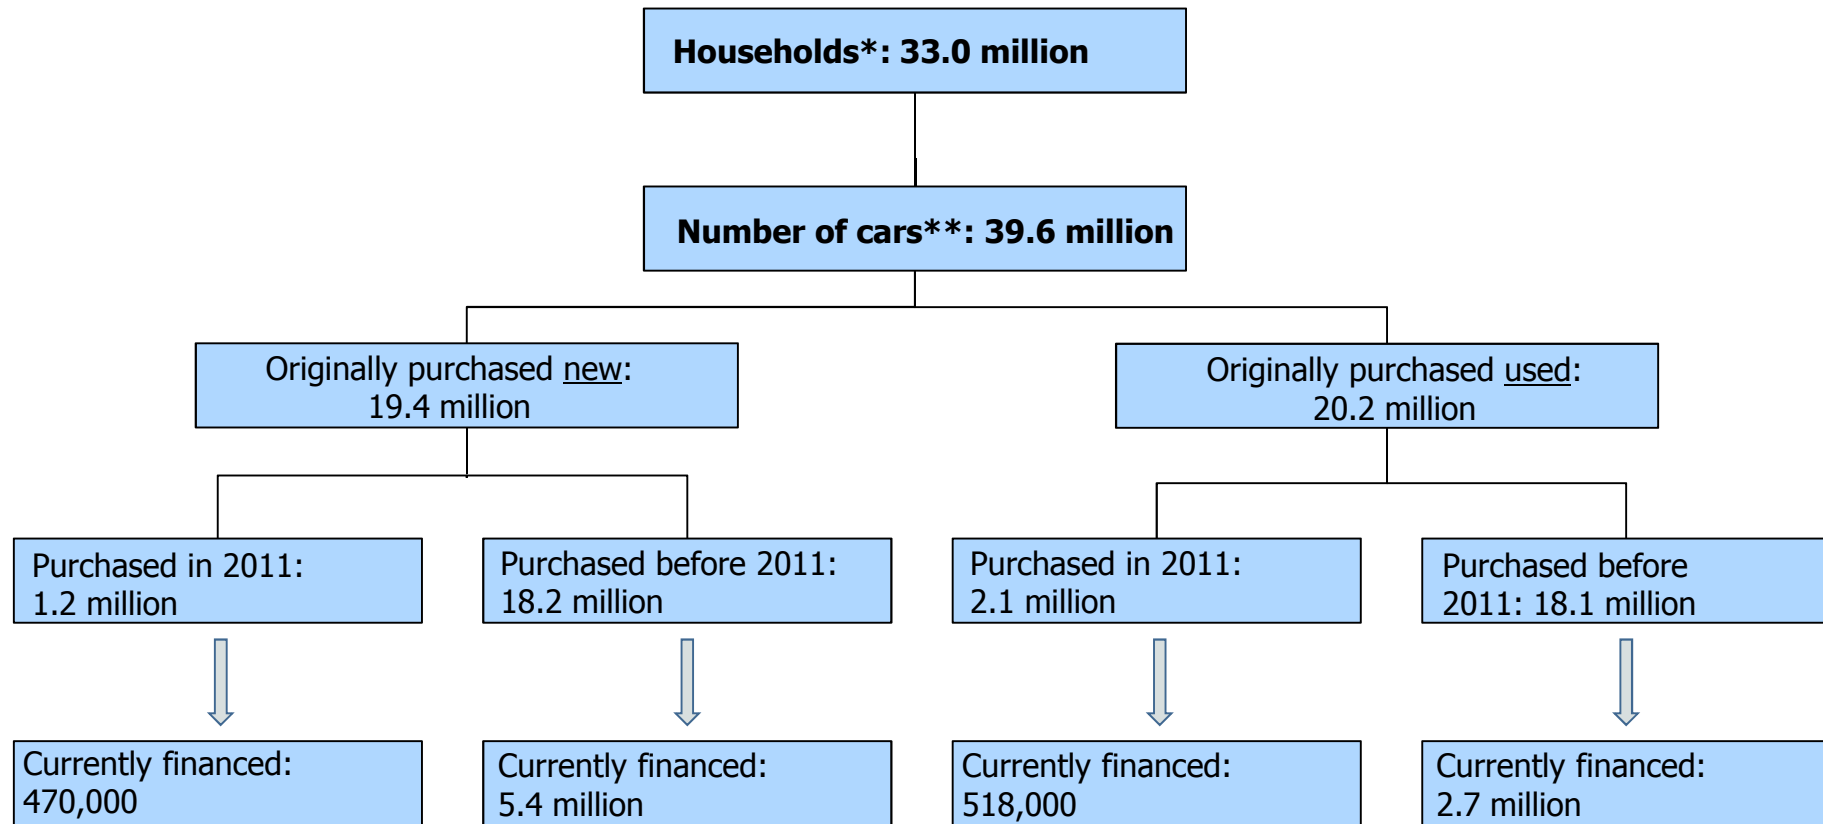 Households*: 33.0 million
Number of cars**: 39.6 million
Originally purchased new:
19.4 million
Originally purchased used:
20.2 million
Purchased in 2011:
1.2 million
Purchased before 2011:
18.2 million
Purchased in 2011:
2.1 million
Purchased before
2011: 18.1 million
Currently financed:
470,000
Currently financed:
5.4 million
Currently financed:
518,000
Currently financed:
2.7 million